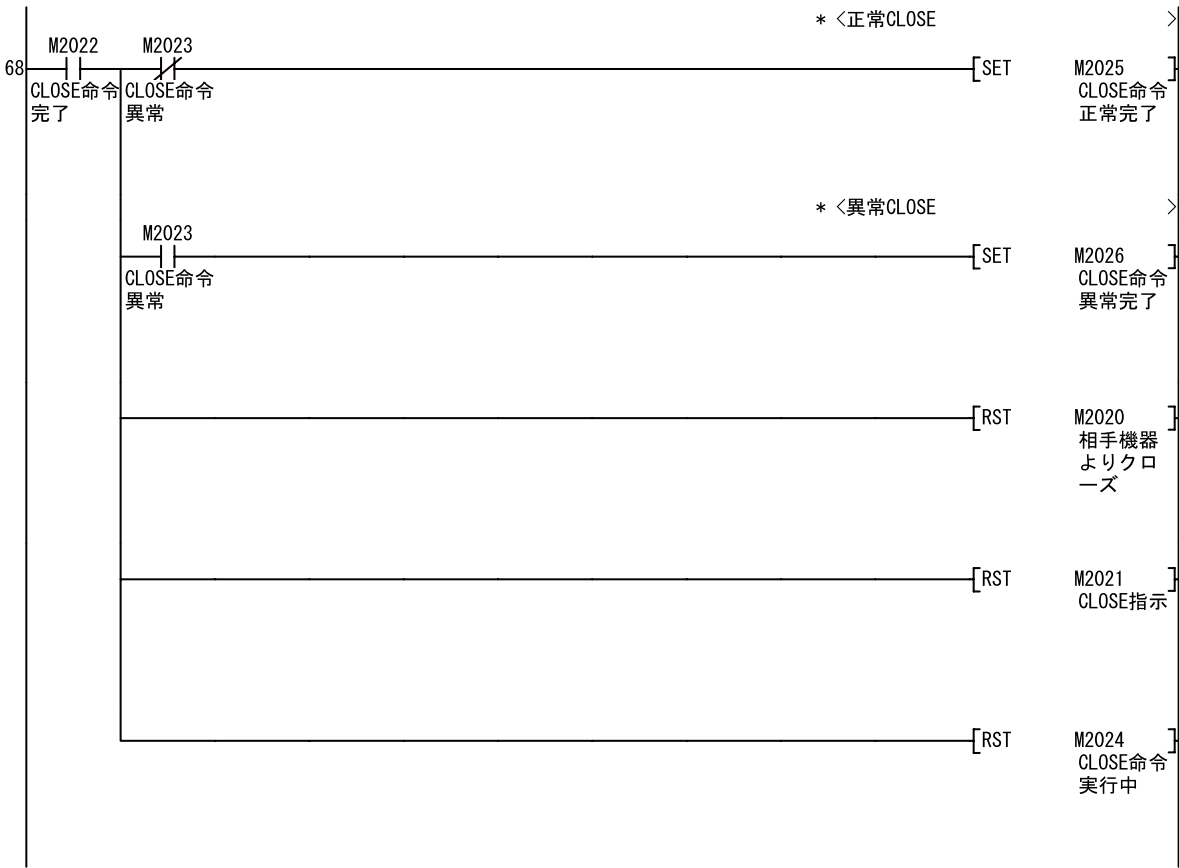 * <正常CLOSE >
M2022 M2023
68 [SET M2025 ]
CLOSE命令 CLOSE命令 CLOSE命令
完了 異常 正常完了
* <異常CLOSE >
M2023
[SET M2026 ]
CLOSE命令 CLOSE命令
異常 異常完了
[RST M2020 ]
相手機器
よりクロ
ーズ
[RST M2021 ]
CLOSE指示
[RST M2024 ]
CLOSE命令
実行中